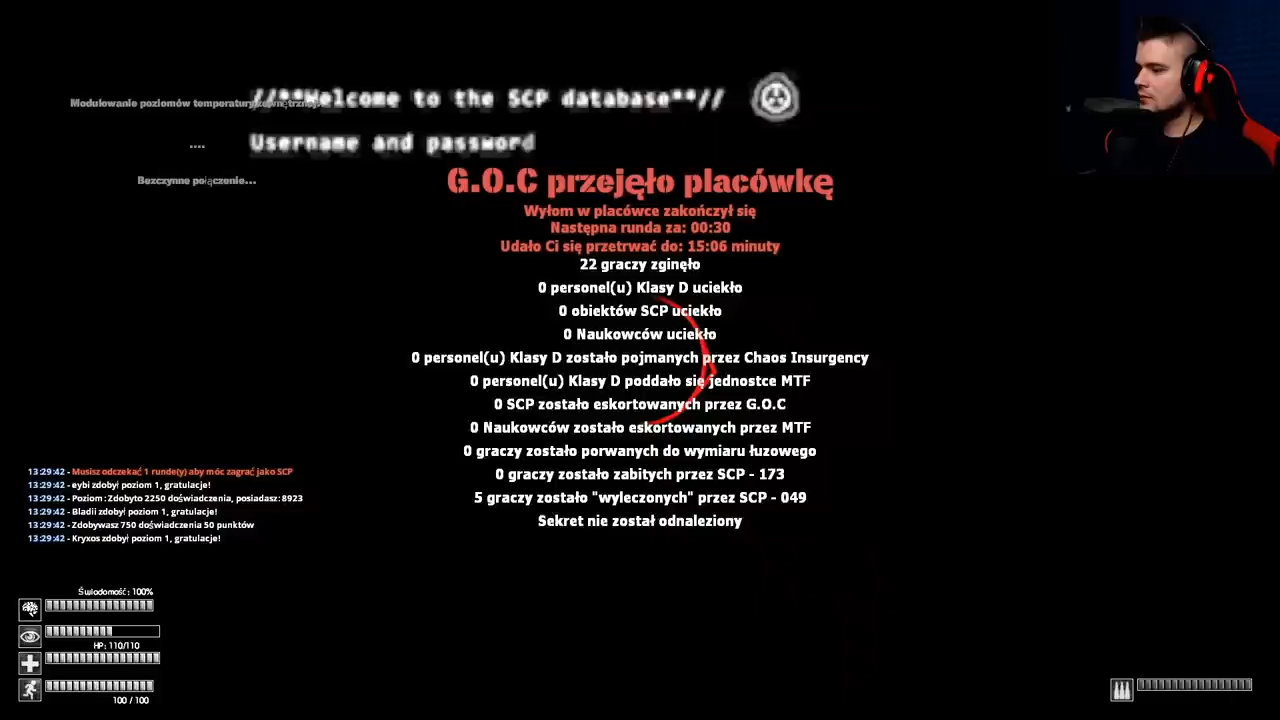 //**Welcome to the SCP database**//
Modulowanie poziomów temperatury zewnętrznej
....
Username and password
Bezczynne połączenie...
G.O.C przejęło placówkę
Wyłom w placówce zakończył się
Następna runda za: 00:30
Udało Ci się przetrwać do: 15:06 minuty
22 graczy zginęło
0 personel(u) Klasy D uciekło
0 obiektów SCP uciekło
0 Naukowców uciekło
0 personel(u) Klasy D zostało pojmanych przez Chaos Insurgency
0 personel(u) Klasy D poddało się jednostce MTF
0 SCP zostało eskortowanych przez G.O.C
0 Naukowców zostało eskortowanych przez MTF
0 graczy zostało porwanych do wymiaru łuzowego
0 graczy zostało zabitych przez SCP - 173
5 graczy zostało "wyleczonych" przez SCP - 049
Sekret nie został odnaleziony
13:29:42 - Musisz odczekać 1 runde(y) aby móc zagrać jako SCP
13:29:42 - eybi zdobył poziom 1, gratulacje!
13:29:42 - Poziom: Zdobyto 2250 doświadczenia, posiadasz: 8923
13:29:42 - Bladii zdobył poziom 1, gratulacje!
13:29:42 - Zdobywasz 750 doświadczenia 50 punktów
13:29:42 - Kryxos zdobył poziom 1, gratulacje!
Świadomość: 100%
HP: 110/110
100 / 100